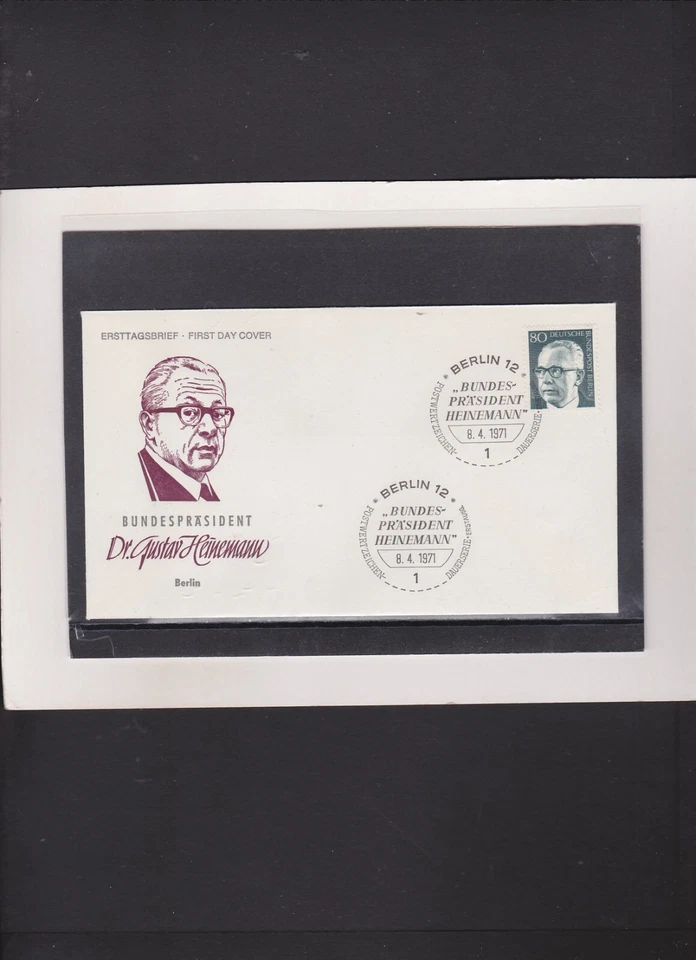 ERSTTAGSBRIEF · FIRST DAY COVER
80 DEUTSCHE
BUNDESPOST BERLIN
* BERLIN 12 *
„BUNDES-
PRÄSIDENT
HEINEMANN”
8. 4. 1971
1
POSTWERTZEICHEN-
DAUERSERIE·
* BERLIN 12 *
„BUNDES-
PRÄSIDENT
HEINEMANN”
8. 4. 1971
1
POSTWERTZEICHEN-
DAUERSERIE·ERSTAUSG.
BUNDESPRÄSIDENT
Dr. Gustav Heinemann
Berlin